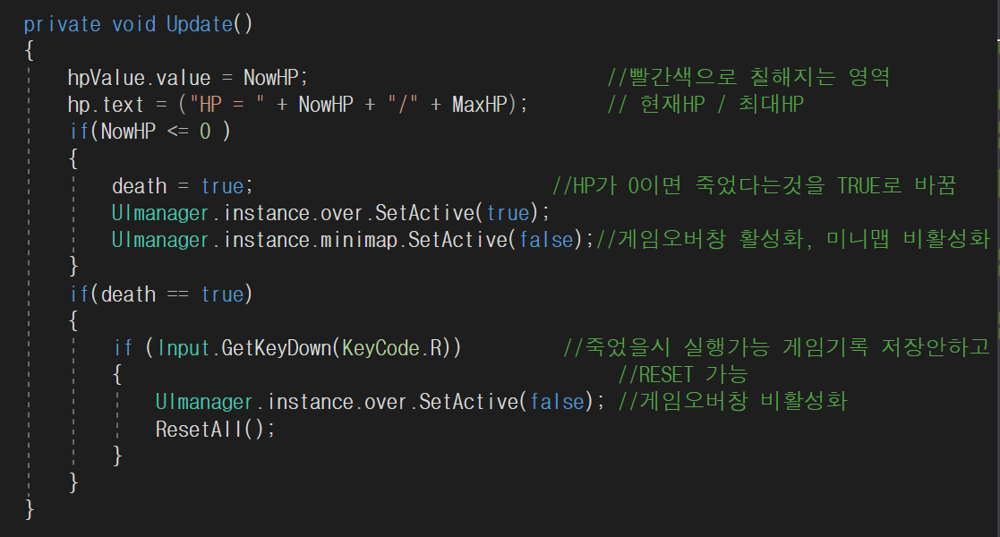 private void Update()
{
hpValue.value = NowHP; //빨간색으로 칠해지는 영역
hp.text = ("HP = " + NowHP + "/" + MaxHP); // 현재HP / 최대HP
if(NowHP <= 0 )
{
death = true; //HP가 0이면 죽었다는것을 TRUE로 바꿈
UImanager.instance.over.SetActive(true);
UImanager.instance.minimap.SetActive(false);//게임오버창 활성화, 미니맵 비활성화
}
if(death == true)
{
if (Input.GetKeyDown(KeyCode.R)) //죽었을시 실행가능 게임기록 저장안하고
{ //RESET 가능
UImanager.instance.over.SetActive(false); //게임오버창 비활성화
ResetAll();
}
}
}